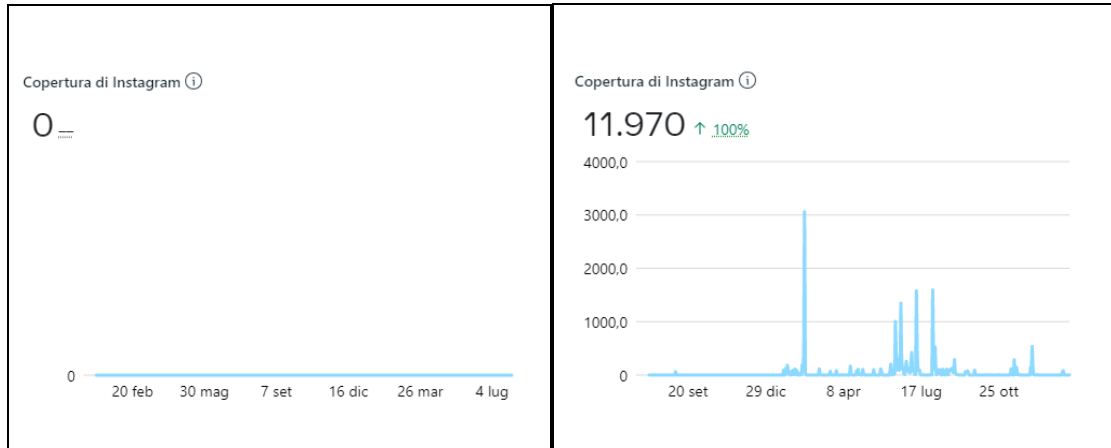 Copertura di Instagram
0 --
0
20 feb 30 mag 7 set 16 dic 26 mar 4 lug
Copertura di Instagram
11.970 ↑ 100%
4000,0
3000,0
2000,0
1000,0
0
20 set 29 dic 8 apr 17 lug 25 ott